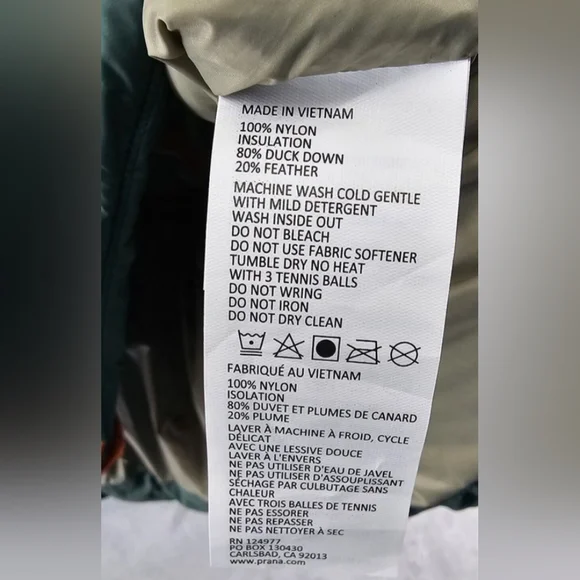 MADE IN VIETNAM
100% NYLON
INSULATION
80% DUCK DOWN
20% FEATHER
MACHINE WASH COLD GENTLE
WITH MILD DETERGENT
WASH INSIDE OUT
DO NOT BLEACH
DO NOT USE FABRIC SOFTENER
TUMBLE DRY NO HEAT
WITH 3 TENNIS BALLS
DO NOT WRING
DO NOT IRON
DO NOT DRY CLEAN
FABRIQUÉ AU VIETNAM
100% NYLON
ISOLATION
80% DUVET ET PLUMES DE CANARD
20% PLUME
LAVER À MACHINE À FROID, CYCLE
DÉLICAT
AVEC UNE LESSIVE DOUCE
LAVER À L'ENVERS
NE PAS UTILISER D'EAU DE JAVEL
NE PAS UTILISER D'ASSOUPLISSANT
SÉCHAGE PAR CULBUTAGE SANS
CHALEUR
AVEC TROIS BALLES DE TENNIS
NE PAS ESSORER
NE PAS REPASSER
NE PAS NETTOYER À SEC
RN 124977
PO BOX 130430
CARLSBAD, CA 92013
www.prana.com